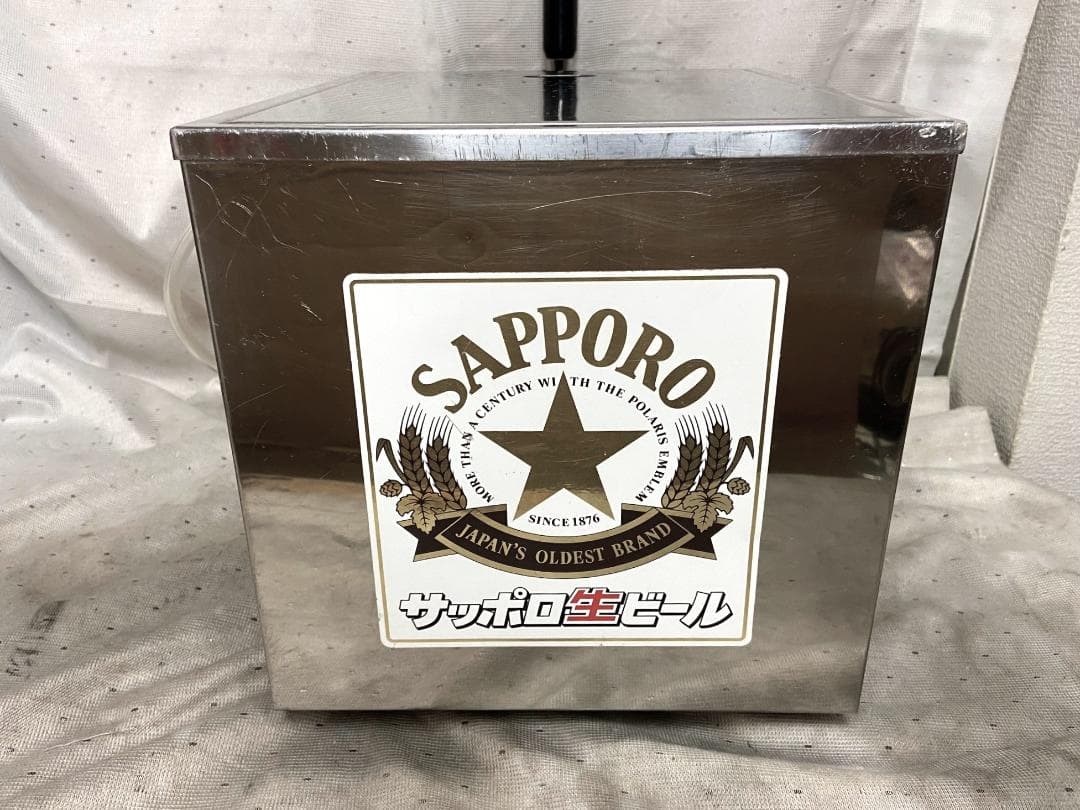 SAPPORO
MORE THAN A CENTURY WITH THE POLARIS EMBLEM
SINCE 1876
JAPAN'S OLDEST BRAND
サッポロ生ビール